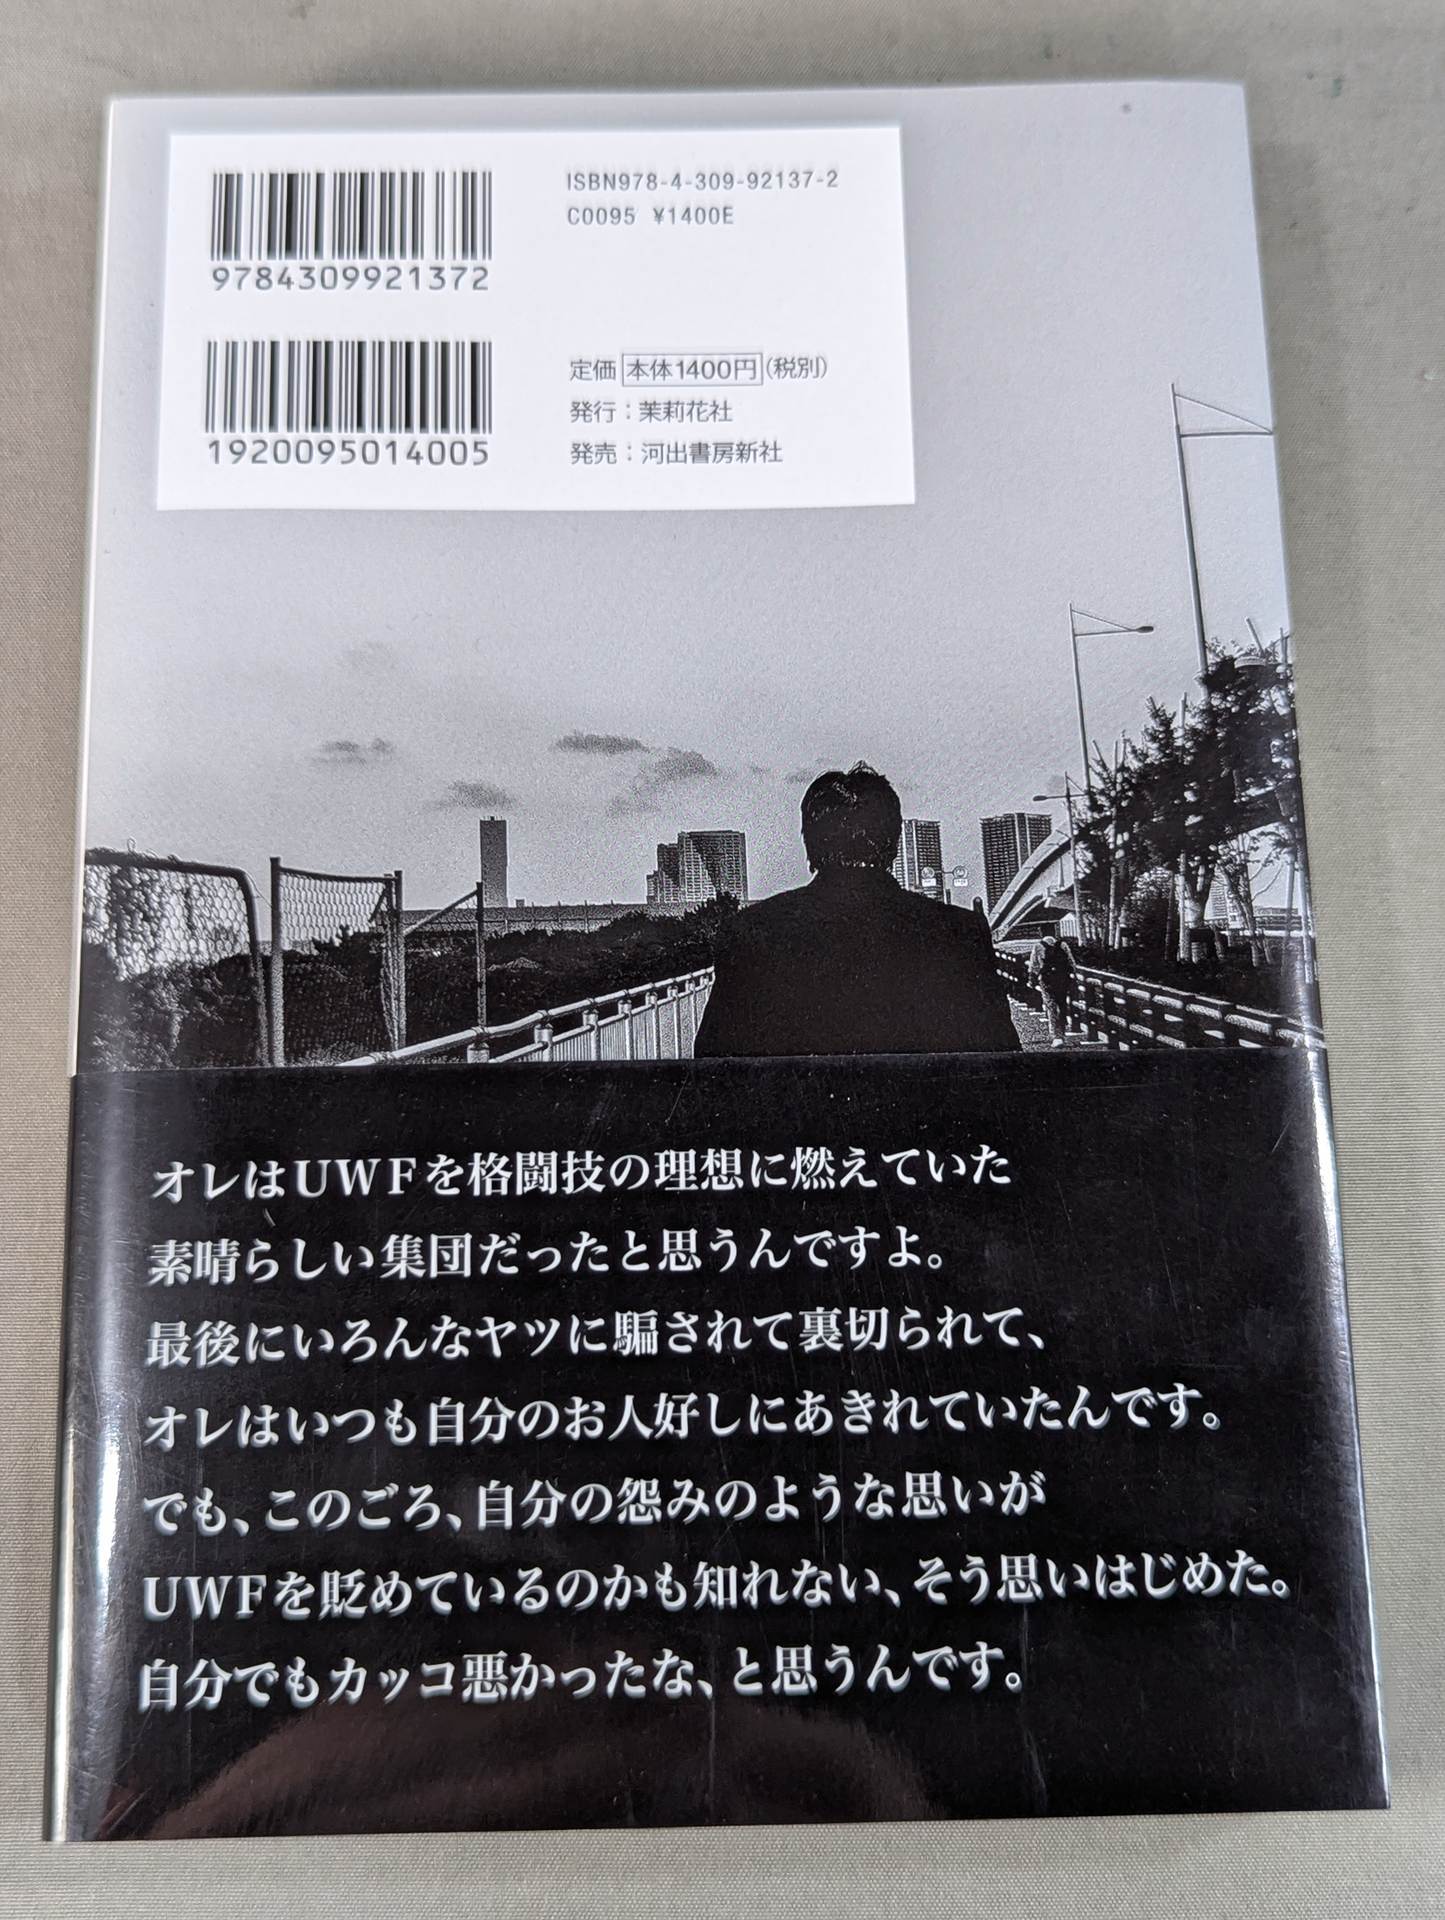 ISBN978-4-309-92137-2
C0095 ¥1400E
9784309921372
1920095014005
定価 本体1400円(税別)
発行：茉莉花社
発売：河出書房新社
オレはUWFを格闘技の理想に燃えていた
素晴らしい集団だったと思うんですよ。
最後にいろんなヤツに騙されて裏切られて、
オレはいつも自分のお人好しにあきれていたんです。
でも、このごろ、自分の怨みのような思いが
UWFを貶めているのかも知れない、そう思いはじめた。
自分でもカッコ悪かったな、と思うんです。